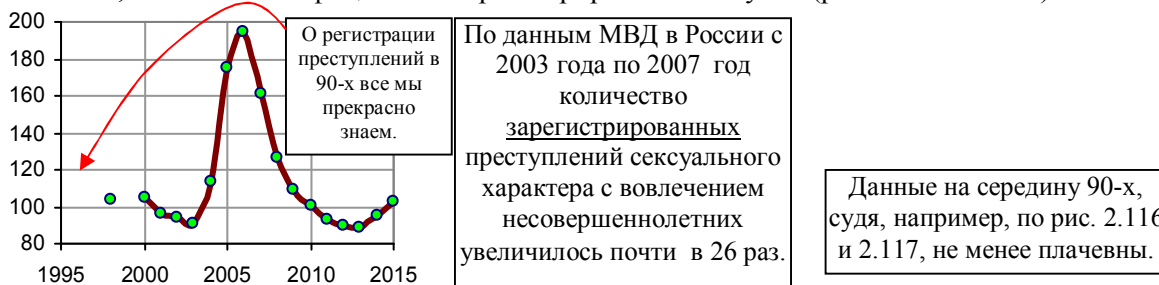 200
180
160
140
120
100
80
1995 2000 2005 2010 2015
О регистрации
преступлений в
90-х все мы
прекрасно
знаем.
По данным МВД в России с
2003 года по 2007 год
количество
зарегистрированных
преступлений сексуального
характера с вовлечением
несовершеннолетних
увеличилось почти в 26 раз.
Данные на середину 90-х,
судя, например, по рис. 2.116
и 2.117, не менее плачевны.